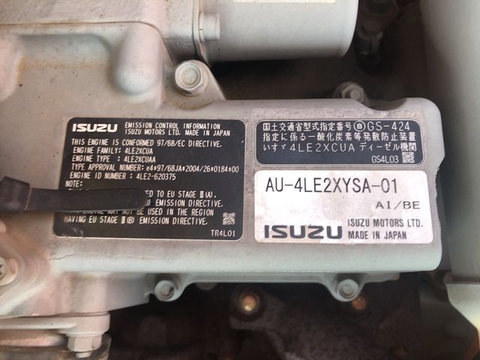 ISUZU EMISSION CONTROL INFORMATION
ISUZU MOTORS LTD. MADE IN JAPAN
THIS ENGINE IS CONFORMED 97/68/EC DIRECTIVE.
ENGINE FAMILY: 4LE2XCUA
ENGINE TYPE: 4LE2XCUAA
TYPE APPROVAL NUMBER: e4*97/68JA*2004/26*0184*00
ENGINE ID NUMBER: 4LE2-620375
NOTE:
TO EU STAGE III(A)
EMISSION DIRECTIVE.
MAY NOT BE USED IN THE REGION
HAVING EU STAGE III(A) EMISSION DIRECTIVE.
TR4L01
国土交通省型式指定番号 GS-424
指定に係る一酸化炭素等発散防止装置
いすゞ4LE2XCUA ディーゼル機関
GS4L03
AU-4LE2XYSA-01
AI/BE
ISUZU ISUZU MOTORS LTD.
MADE IN JAPAN